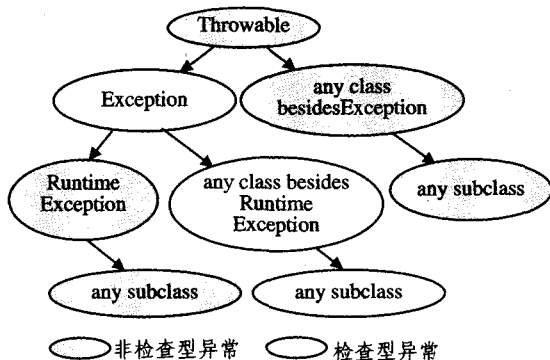 Throwable
Exception
any class
besidesException
Runtime
Exception
any class besides
Runtime
Exception
any subclass
any subclass
any subclass
非检查型异常
检查型异常